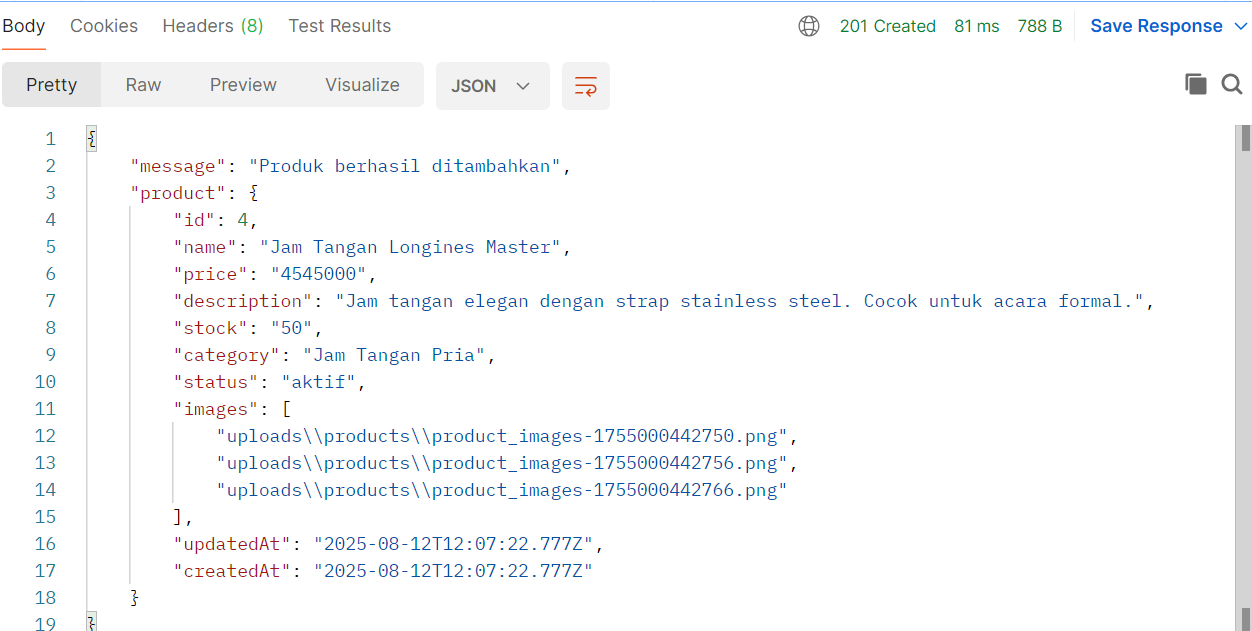 Body Cookies Headers (8) Test Results 201 Created 81 ms 788 B Save Response
Pretty Raw Preview Visualize JSON
1 {
2 "message": "Produk berhasil ditambahkan",
3 "product": {
4 "id": 4,
5 "name": "Jam Tangan Longines Master",
6 "price": "4545000",
7 "description": "Jam tangan elegan dengan strap stainless steel. Cocok untuk acara formal.",
8 "stock": "50",
9 "category": "Jam Tangan Pria",
10 "status": "aktif",
11 "images": [
12 "uploads\\products\\product_images-1755000442750.png",
13 "uploads\\products\\product_images-1755000442756.png",
14 "uploads\\products\\product_images-1755000442766.png"
15 ],
16 "updatedAt": "2025-08-12T12:07:22.777Z",
17 "createdAt": "2025-08-12T12:07:22.777Z"
18 }
19 }